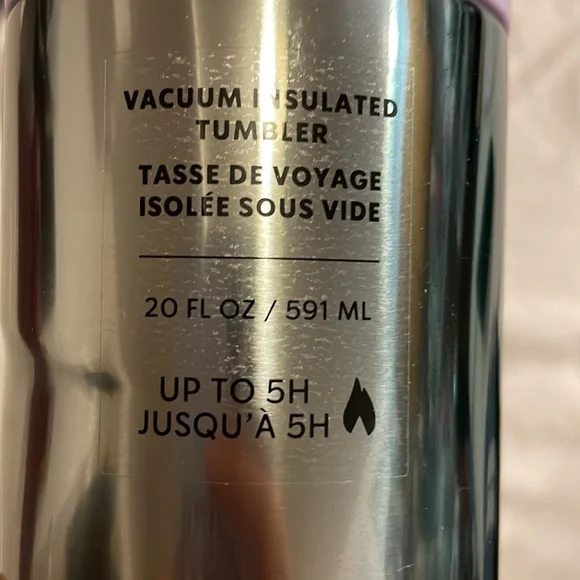 VACUUM INSULATED
TUMBLER
TASSE DE VOYAGE
ISOLÉE SOUS VIDE
20 FL OZ / 591 ML
UP TO 5H
JUSQU'À 5H